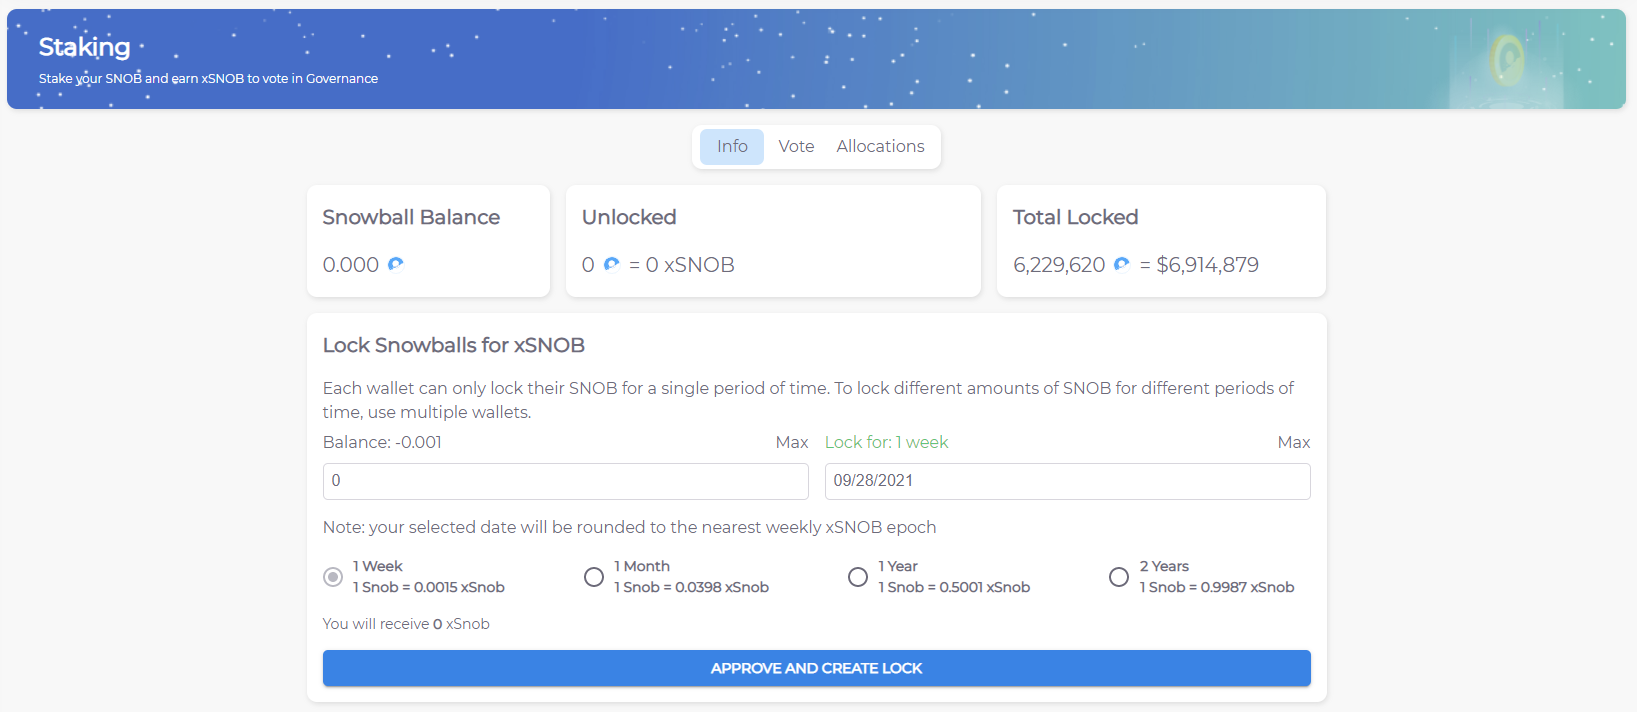 Staking
Stake your SNOB and earn xSNOB to vote in Governance
Info Vote Allocations
Snowball Balance
0.000
Unlocked
0 = 0 xSNOB
Total Locked
6,229,620 = $6,914,879
Lock Snowballs for xSNOB
Each wallet can only lock their SNOB for a single period of time. To lock different amounts of SNOB for different periods of
time, use multiple wallets.
Balance: -0.001 Max Lock for: 1 week Max
0 09/28/2021
Note: your selected date will be rounded to the nearest weekly xSNOB epoch
1 Week
1 Snob = 0.0015 xSnob
1 Month
1 Snob = 0.0398 xSnob
1 Year
1 Snob = 0.5001 xSnob
2 Years
1 Snob = 0.9987 xSnob
You will receive 0 xSnob
APPROVE AND CREATE LOCK